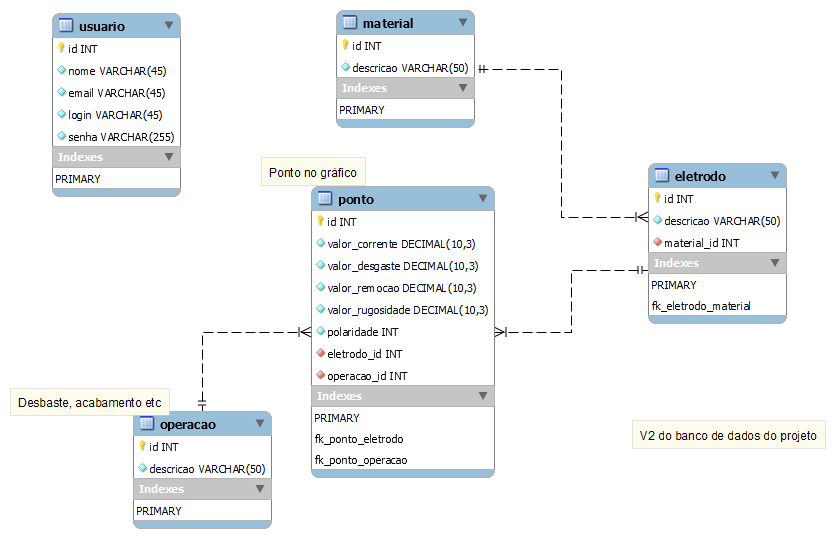 usuario
id INT
nome VARCHAR(45)
email VARCHAR(45)
login VARCHAR(45)
senha VARCHAR(255)
Indexes
PRIMARY
material
id INT
descricao VARCHAR(50)
Indexes
PRIMARY
Ponto no gráfico
ponto
id INT
valor_corrente DECIMAL(10,3)
valor_desgaste DECIMAL(10,3)
valor_remocao DECIMAL(10,3)
valor_rugosidade DECIMAL(10,3)
polaridade INT
eletrodo_id INT
operacao_id INT
Indexes
PRIMARY
fk_ponto_eletrodo
fk_ponto_operacao
eletrodo
id INT
descricao VARCHAR(50)
material_id INT
Indexes
PRIMARY
fk_eletrodo_material
Desbaste, acabamento etc
operacao
id INT
descricao VARCHAR(50)
Indexes
PRIMARY
V2 do banco de dados do projeto